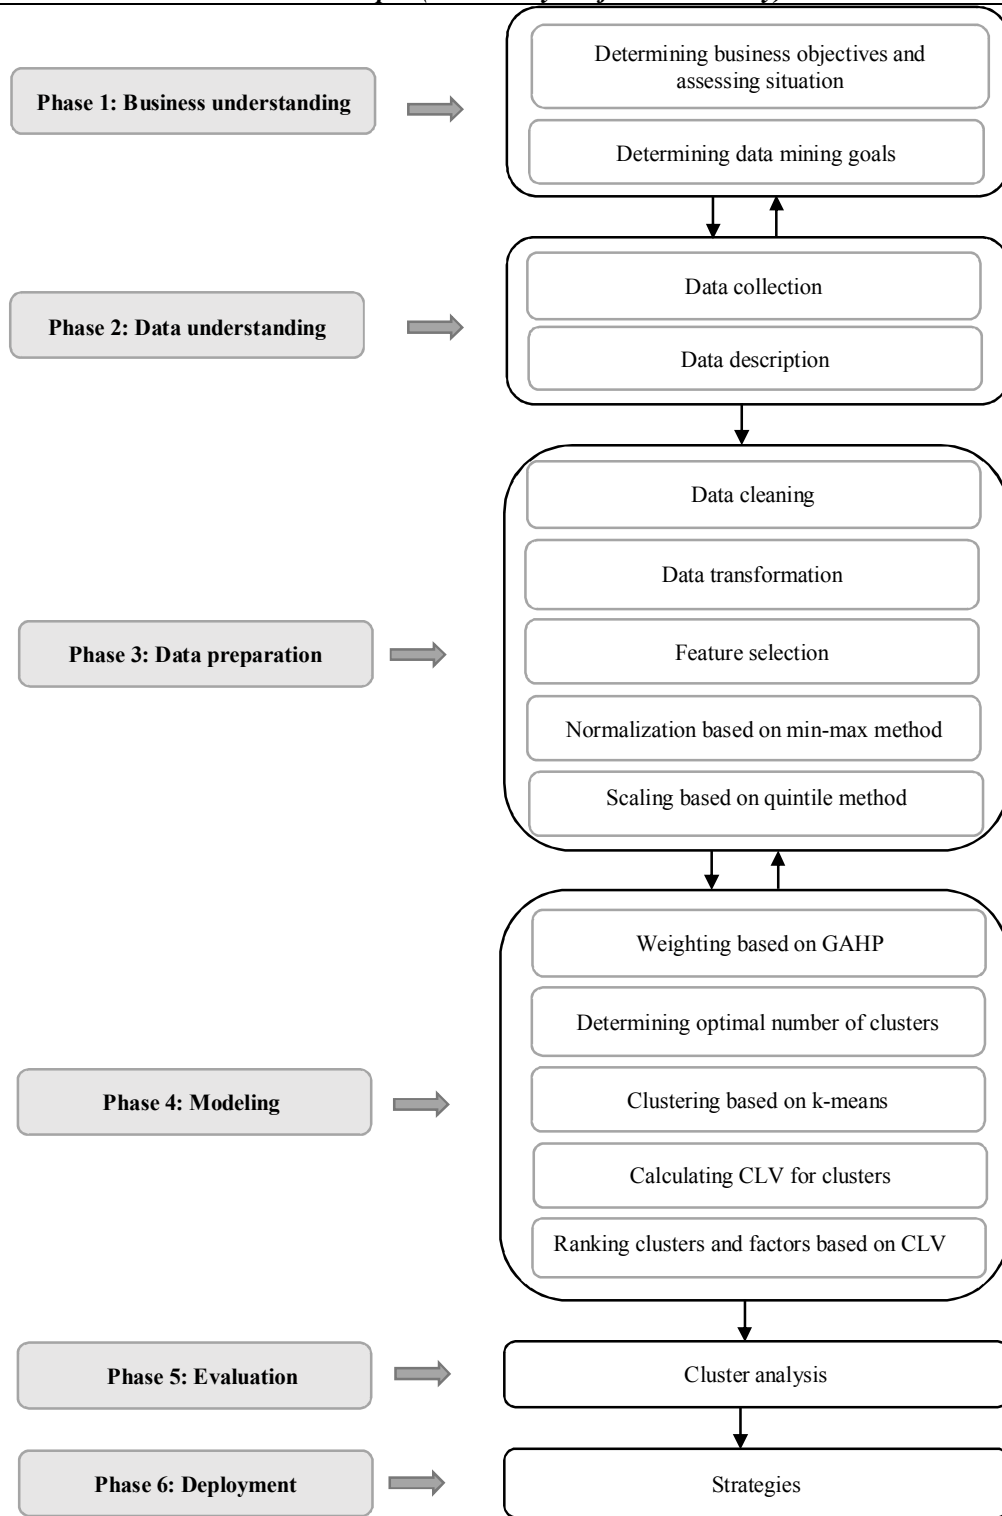 Determining business objectives and
assessing situation
Phase 1: Business understanding
Determining data mining goals
Data collection
Phase 2: Data understanding
Data description
Data cleaning
Data transformation
Phase 3: Data preparation
Feature selection
Normalization based on min-max method
Scaling based on quintile method
Weighting based on GAHP
Determining optimal number of clusters
Phase 4: Modeling
Clustering based on k-means
Calculating CLV for clusters
Ranking clusters and factors based on CLV
Phase 5: Evaluation
Cluster analysis
Phase 6: Deployment
Strategies